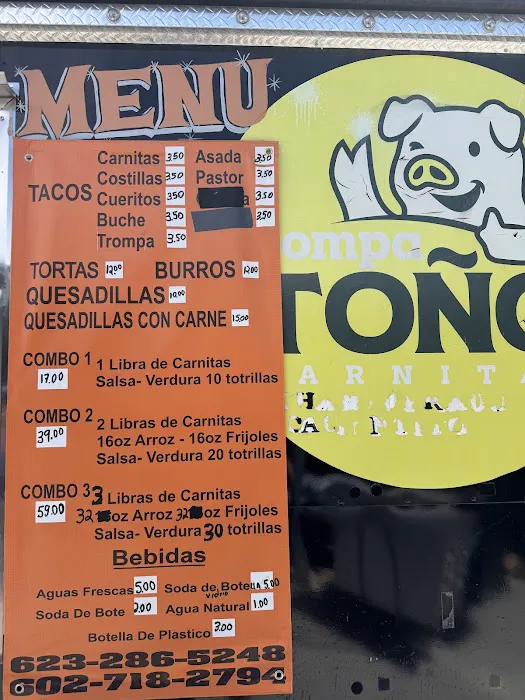 MENU
TACOS
Carnitas 3.50 Asada 3.50
Costillas 3.50 Pastor 3.50
Cueritos 3.50 a 3.50
Buche 3.50 3.50
Trompa 3.50
TORTAS 12.00 BURROS 12.00
QUESADILLAS 10.00
QUESADILLAS CON CARNE 15.00
COMBO 1 1 Libra de Carnitas
17.00 Salsa- Verdura 10 totrillas
COMBO 2 2 Libras de Carnitas
39.00 16oz Arroz - 16oz Frijoles
Salsa- Verdura 20 totrillas
COMBO 3 3 Libras de Carnitas
59.00 32oz Arroz 32oz Frijoles
Salsa- Verdura 30 totrillas
Bebidas
Aguas Frescas 5.00 Soda de Botella 5.00
Vidrio
Soda De Bote 2.00 Agua Natural 1.00
Botella De Plastico 3.00
623-286-5248
602-718-2794
ompa
TOÑO
ARNITA